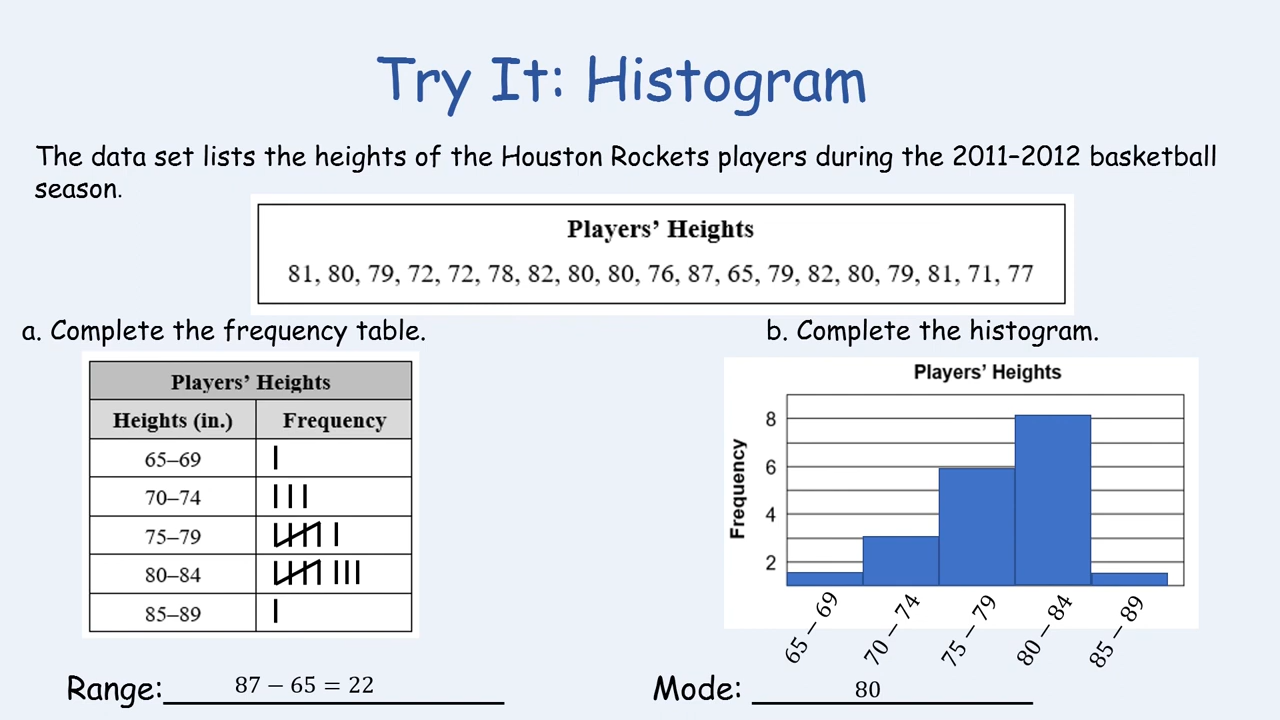 Try It: Histogram
The data set lists the heights of the Houston Rockets players during the 2011–2012 basketball
season.
Players’ Heights
81, 80, 79, 72, 72, 78, 82, 80, 80, 76, 87, 65, 79, 82, 80, 79, 81, 71, 77
a. Complete the frequency table.
Players’ Heights
Heights (in.) Frequency
65–69
70–74
75–79
80–84
85–89
b. Complete the histogram.
Players’ Heights
Frequency
8
6
4
2
65 − 69
70 − 74
75 − 79
80 − 84
85 − 89
Range: 87 − 65 = 22
Mode: 80